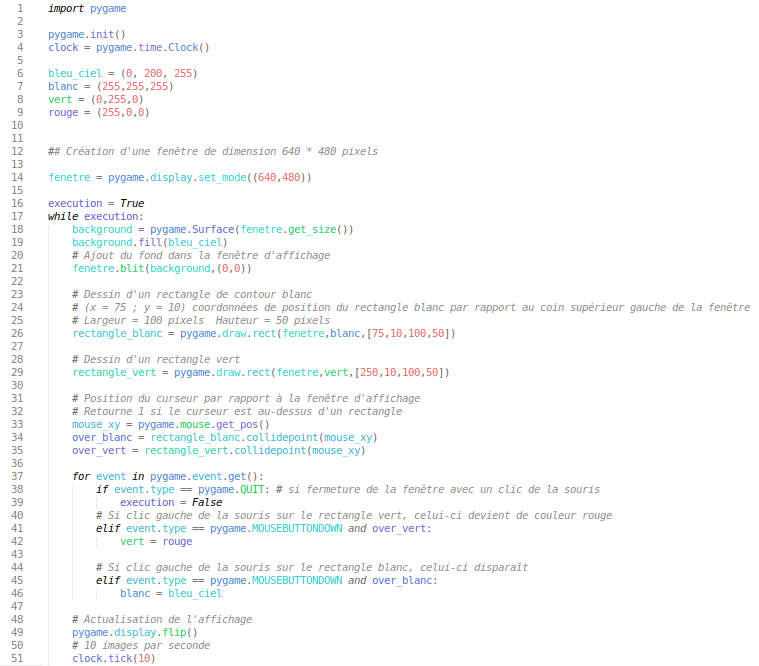 1 import pygame
2
3 pygame.init()
4 clock = pygame.time.Clock()
5
6 bleu_ciel = (0, 200, 255)
7 blanc = (255,255,255)
8 vert = (0,255,0)
9 rouge = (255,0,0)
10
11
12 ## Création d'une fenêtre de dimension 640 * 480 pixels
13
14 fenetre = pygame.display.set_mode((640,480))
15
16 execution = True
17 while execution:
18     background = pygame.Surface(fenetre.get_size())
19     background.fill(bleu_ciel)
20     # Ajout du fond dans la fenêtre d'affichage
21     fenetre.blit(background,(0,0))
22
23     # Dessin d'un rectangle de contour blanc
24     # (x = 75 ; y = 10) coordonnées de position du rectangle blanc par rapport au coin supérieur gauche de la fenêtre
25     # Largeur = 100 pixels  Hauteur = 50 pixels
26     rectangle_blanc = pygame.draw.rect(fenetre,blanc,[75,10,100,50])
27
28     # Dessin d'un rectangle vert
29     rectangle_vert = pygame.draw.rect(fenetre,vert,[250,10,100,50])
30
31     # Position du curseur par rapport à la fenêtre d'affichage
32     # Retourne 1 si le curseur est au-dessus d'un rectangle
33     mouse_xy = pygame.mouse.get_pos()
34     over_blanc = rectangle_blanc.collidepoint(mouse_xy)
35     over_vert = rectangle_vert.collidepoint(mouse_xy)
36
37     for event in pygame.event.get():
38         if event.type == pygame.QUIT: # si fermeture de la fenêtre avec un clic de la souris
39             execution = False
40         # Si clic gauche de la souris sur le rectangle vert, celui-ci devient de couleur rouge
41         elif event.type == pygame.MOUSEBUTTONDOWN and over_vert:
42             vert = rouge
43
44         # Si clic gauche de la souris sur le rectangle blanc, celui-ci disparaît
45         elif event.type == pygame.MOUSEBUTTONDOWN and over_blanc:
46             blanc = bleu_ciel
47
48     # Actualisation de l'affichage
49     pygame.display.flip()
50     # 10 images par seconde
51     clock.tick(10)